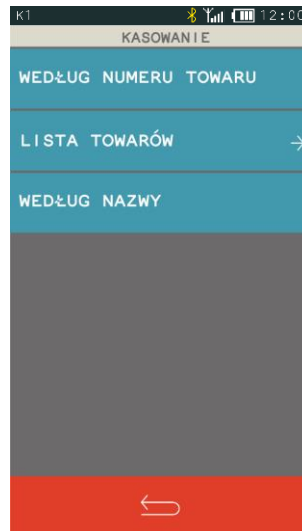 K1 12:00
KASOWANIE
WEDŁUG NUMERU TOWARU
LISTA TOWARÓW
WEDŁUG NAZWY